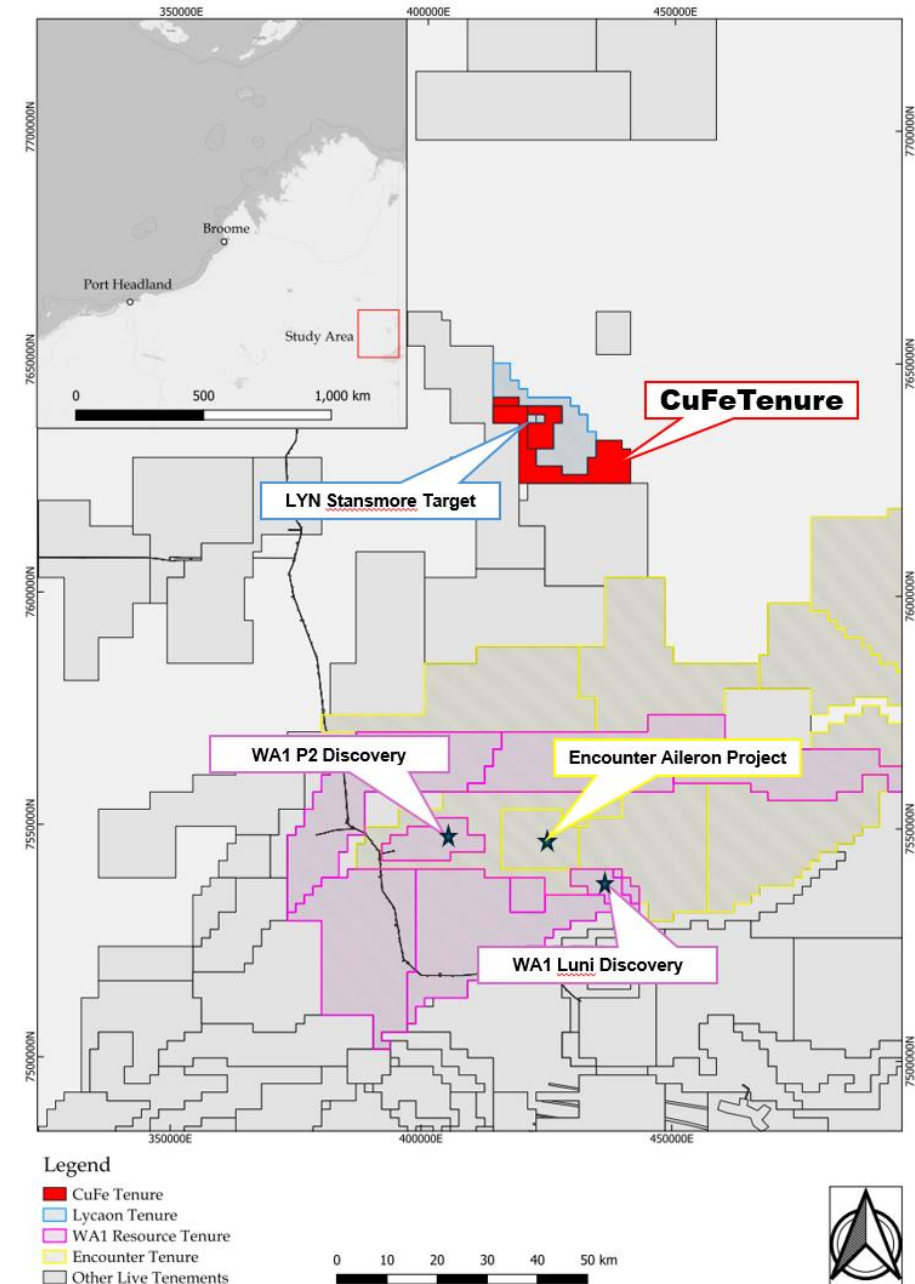 350000E 400000E 450000E
7700000N 7700000N
Broome
Port Headland
Study Area
0 500 1,000 km
7650000N 7650000N
CuFeTenure
LYN Stansmore Target
7600000N 7600000N
WA1 P2 Discovery
Encounter Aileron Project
7550000N 7550000N
WA1 Luni Discovery
7500000N 7500000N
350000E 400000E 450000E
Legend
CuFe Tenure
Lycaon Tenure
WA1 Resource Tenure
Encounter Tenure
Other Live Tenements
0 10 20 30 40 50 km